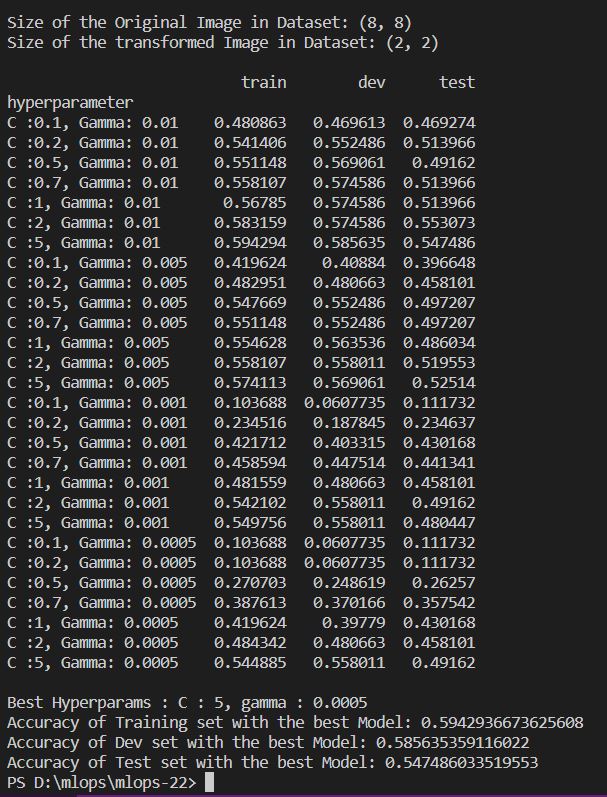 Size of the Original Image in Dataset: (8, 8)
Size of the transformed Image in Dataset: (2, 2)
train dev test
hyperparameter
C :0.1, Gamma: 0.01 0.480863 0.469613 0.469274
C :0.2, Gamma: 0.01 0.541406 0.552486 0.513966
C :0.5, Gamma: 0.01 0.551148 0.569061 0.49162
C :0.7, Gamma: 0.01 0.558107 0.574586 0.513966
C :1, Gamma: 0.01 0.56785 0.574586 0.513966
C :2, Gamma: 0.01 0.583159 0.574586 0.553073
C :5, Gamma: 0.01 0.594294 0.585635 0.547486
C :0.1, Gamma: 0.005 0.419624 0.40884 0.396648
C :0.2, Gamma: 0.005 0.482951 0.480663 0.458101
C :0.5, Gamma: 0.005 0.547669 0.552486 0.497207
C :0.7, Gamma: 0.005 0.551148 0.552486 0.497207
C :1, Gamma: 0.005 0.554628 0.563536 0.486034
C :2, Gamma: 0.005 0.558107 0.558011 0.519553
C :5, Gamma: 0.005 0.574113 0.569061 0.52514
C :0.1, Gamma: 0.001 0.103688 0.0607735 0.111732
C :0.2, Gamma: 0.001 0.234516 0.187845 0.234637
C :0.5, Gamma: 0.001 0.421712 0.403315 0.430168
C :0.7, Gamma: 0.001 0.458594 0.447514 0.441341
C :1, Gamma: 0.001 0.481559 0.480663 0.458101
C :2, Gamma: 0.001 0.542102 0.558011 0.49162
C :5, Gamma: 0.001 0.549756 0.558011 0.480447
C :0.1, Gamma: 0.0005 0.103688 0.0607735 0.111732
C :0.2, Gamma: 0.0005 0.103688 0.0607735 0.111732
C :0.5, Gamma: 0.0005 0.270703 0.248619 0.26257
C :0.7, Gamma: 0.0005 0.387613 0.370166 0.357542
C :1, Gamma: 0.0005 0.419624 0.39779 0.430168
C :2, Gamma: 0.0005 0.484342 0.480663 0.458101
C :5, Gamma: 0.0005 0.544885 0.558011 0.49162
Best Hyperparams : C : 5, gamma : 0.0005
Accuracy of Training set with the best Model: 0.5942936673625608
Accuracy of Dev set with the best Model: 0.585635359116022
Accuracy of Test set with the best Model: 0.547486033519553
PS D:\mlops\mlops-22>